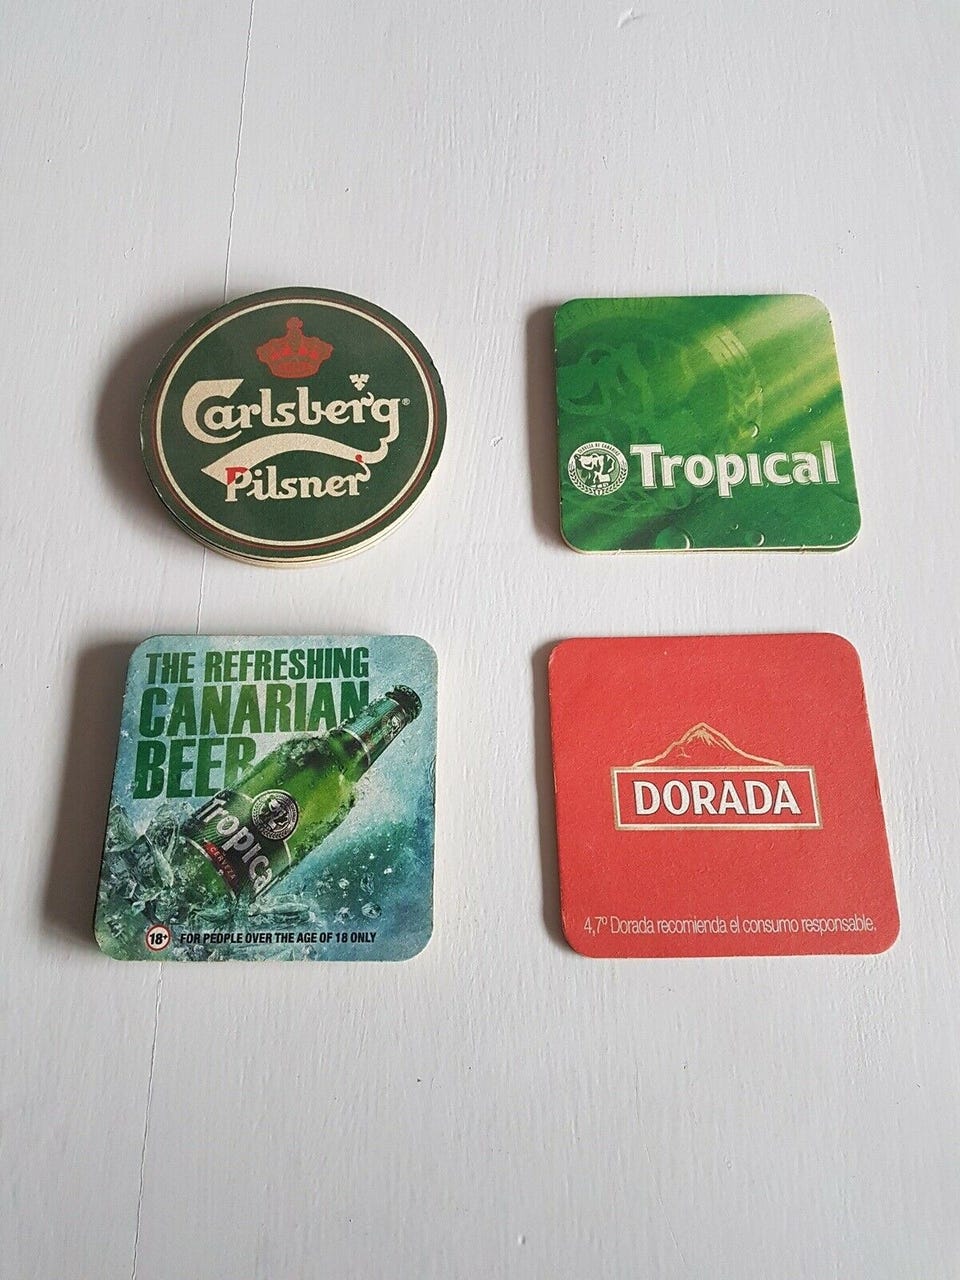 Carlsberg®
Pilsner
Tropical
THE REFRESHING
CANARIAN
BEER
Tropical
CERVEZA
18+ FOR PEOPLE OVER THE AGE OF 18 ONLY
DORADA
4,7º Dorada recomienda el consumo responsable.